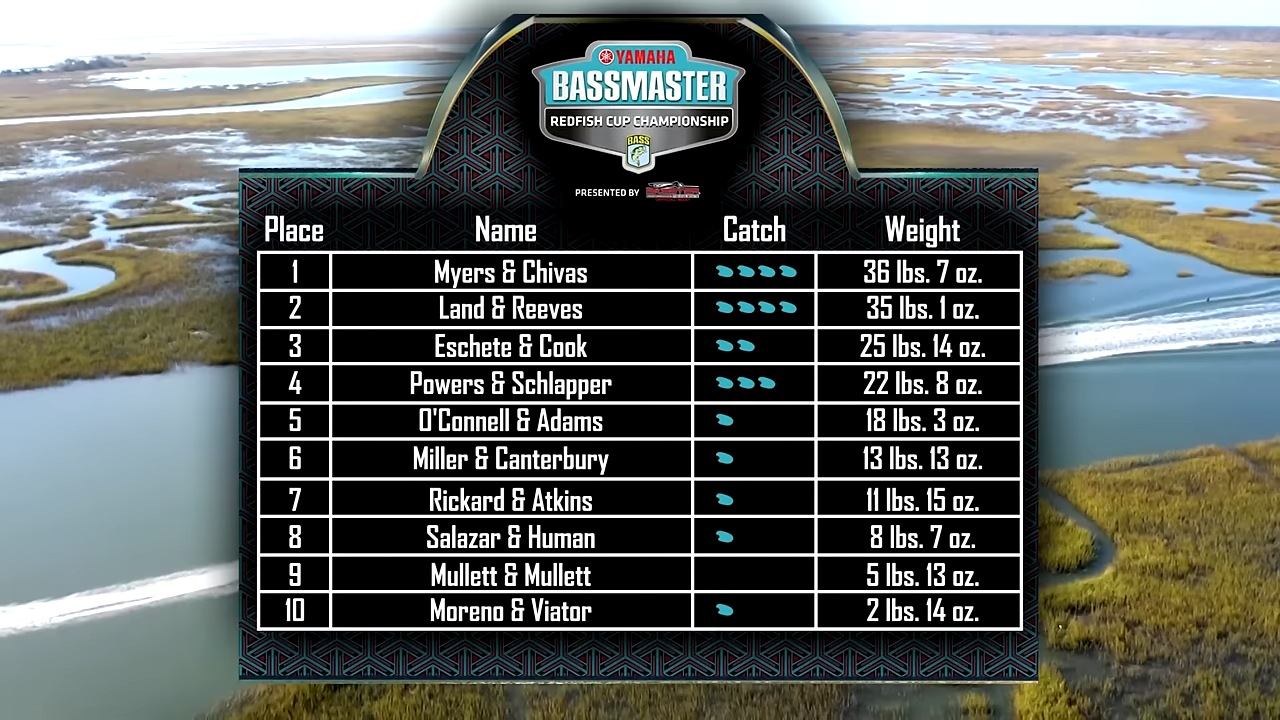 YAMAHA
BASSMASTER
REDFISH CUP CHAMPIONSHIP
BASS
PRESENTED BY
Place Name Catch Weight
1 Myers & Chivas 36 lbs. 7 oz.
2 Land & Reeves 35 lbs. 1 oz.
3 Eschete & Cook 25 lbs. 14 oz.
4 Powers & Schlapper 22 lbs. 8 oz.
5 O'Connell & Adams 18 lbs. 3 oz.
6 Miller & Canterbury 13 lbs. 13 oz.
7 Rickard & Atkins 11 lbs. 15 oz.
8 Salazar & Human 8 lbs. 7 oz.
9 Mullett & Mullett 5 lbs. 13 oz.
10 Moreno & Viator 2 lbs. 14 oz.